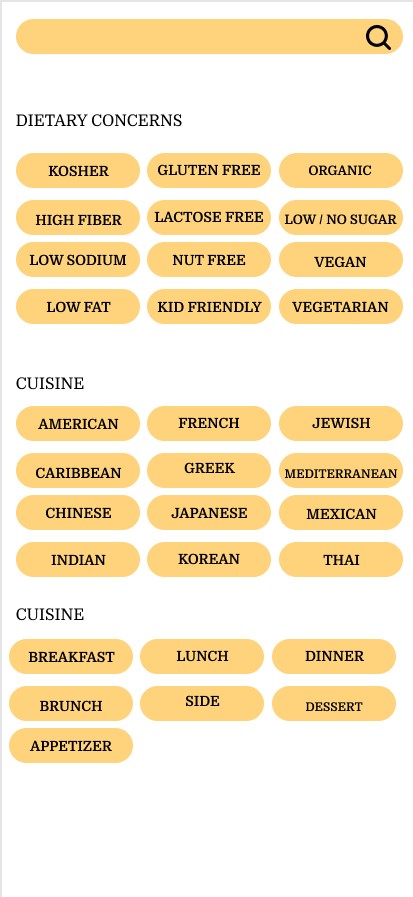 DIETARY CONCERNS
KOSHER GLUTEN FREE ORGANIC
HIGH FIBER LACTOSE FREE LOW / NO SUGAR
LOW SODIUM NUT FREE VEGAN
LOW FAT KID FRIENDLY VEGETARIAN
CUISINE
AMERICAN FRENCH JEWISH
CARIBBEAN GREEK MEDITERRANEAN
CHINESE JAPANESE MEXICAN
INDIAN KOREAN THAI
CUISINE
BREAKFAST LUNCH DINNER
BRUNCH SIDE DESSERT
APPETIZER